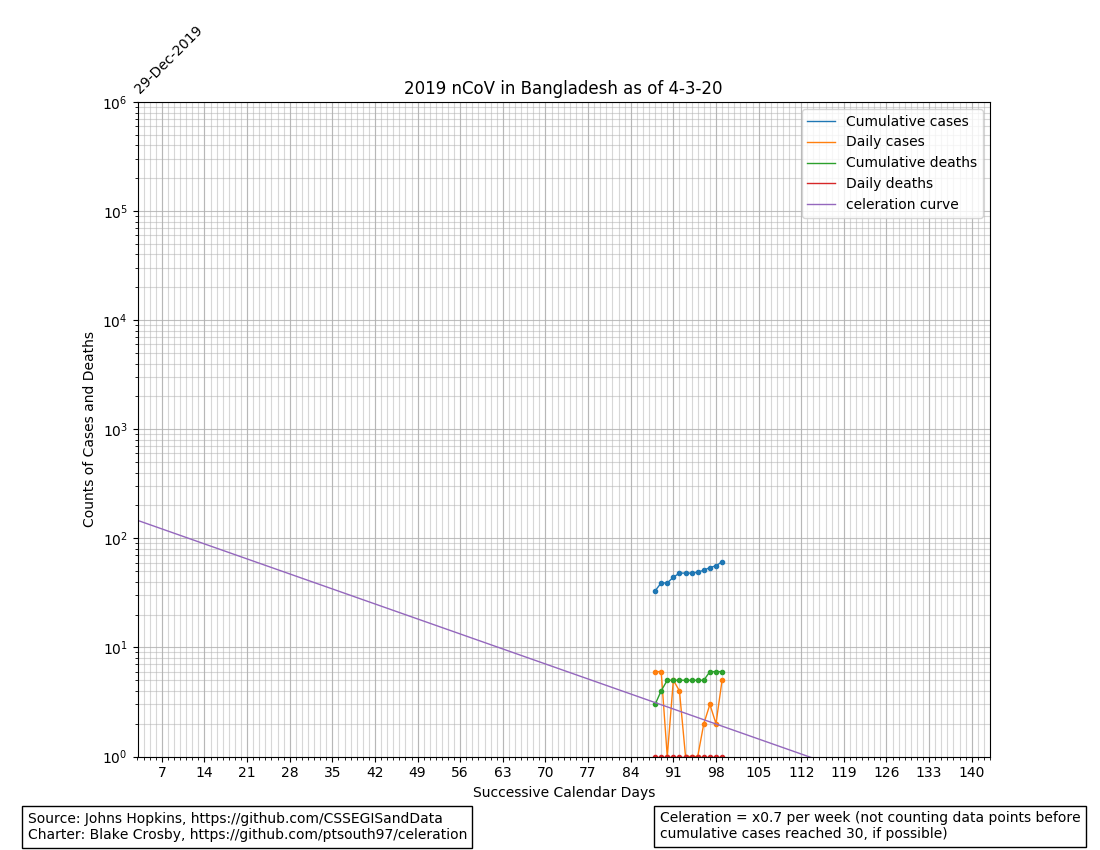 29-Dec-2019
2019 nCoV in Bangladesh as of 4-3-20
Cumulative cases
Daily cases
Cumulative deaths
Daily deaths
celeration curve
Counts of Cases and Deaths
10^6
10^5
10^4
10^3
10^2
10^1
10^0
7 14 21 28 35 42 49 56 63 70 77 84 91 98 105 112 119 126 133 140
Successive Calendar Days
Source: Johns Hopkins, https://github.com/CSSEGISandData
Charter: Blake Crosby, https://github.com/ptsouth97/celeration
Celeration = x0.7 per week (not counting data points before
cumulative cases reached 30, if possible)